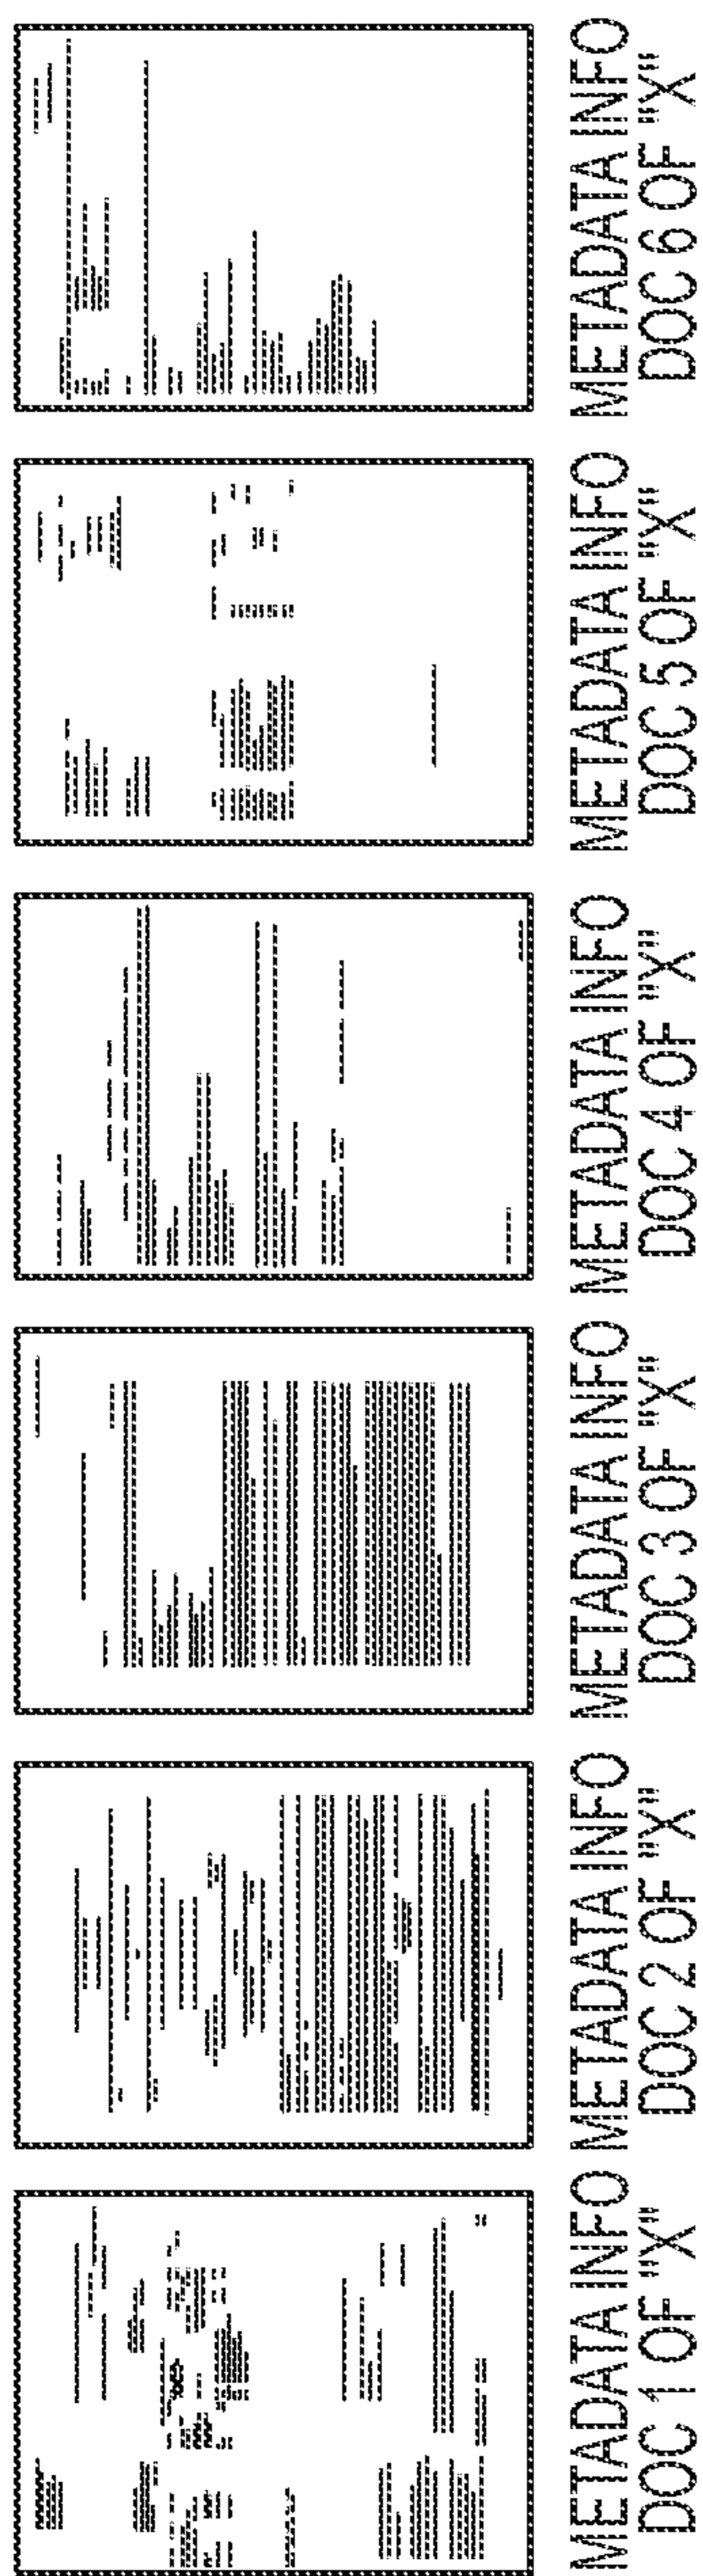 METADATA INFO
DOC 1 OF "X"
METADATA INFO
DOC 2 OF "X"
METADATA INFO
DOC 3 OF "X"
METADATA INFO
DOC 4 OF "X"
METADATA INFO
DOC 5 OF "X"
METADATA INFO
DOC 6 OF "X"